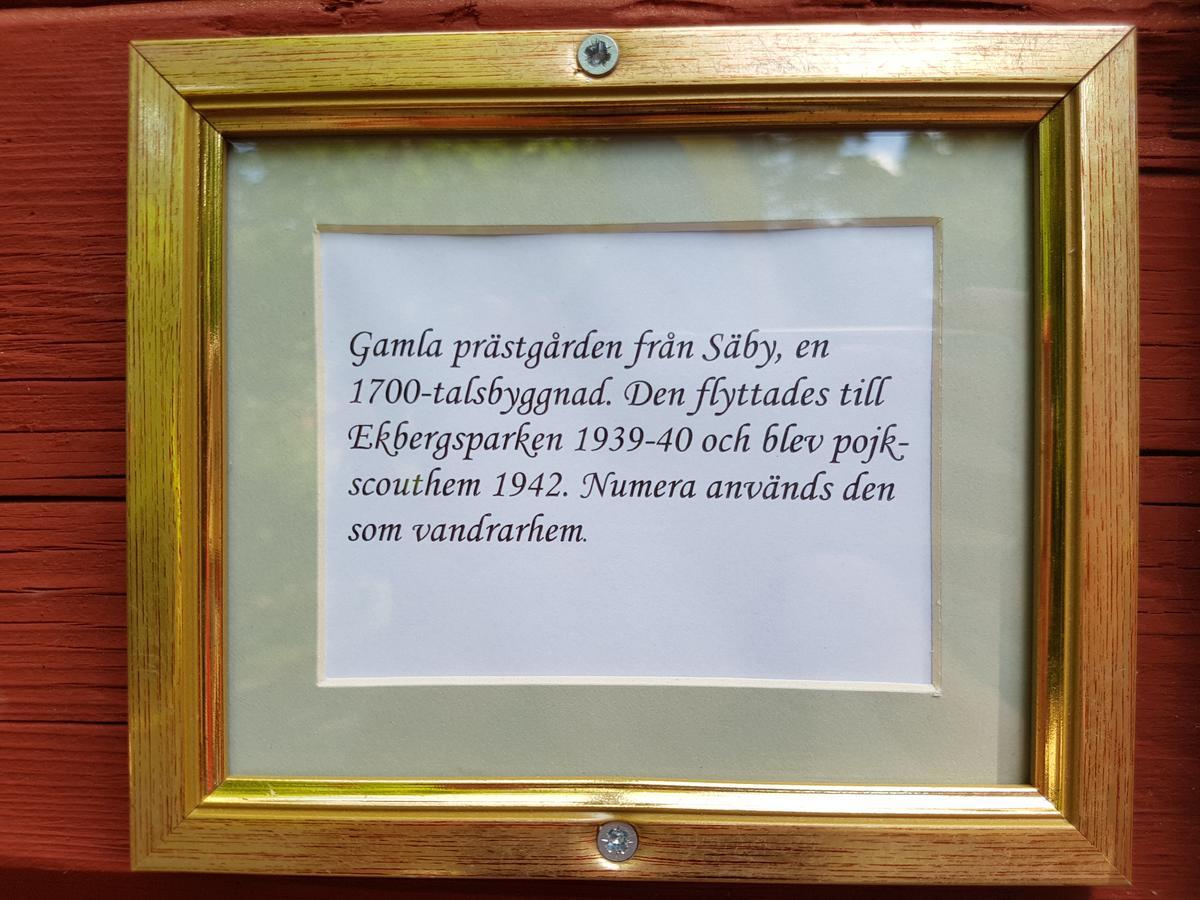 Gamla prästgården från Säby, en
1700-talsbyggnad. Den flyttades till
Ekbergsparken 1939-40 och blev pojk-
scouthem 1942. Numera används den
som vandrarhem.